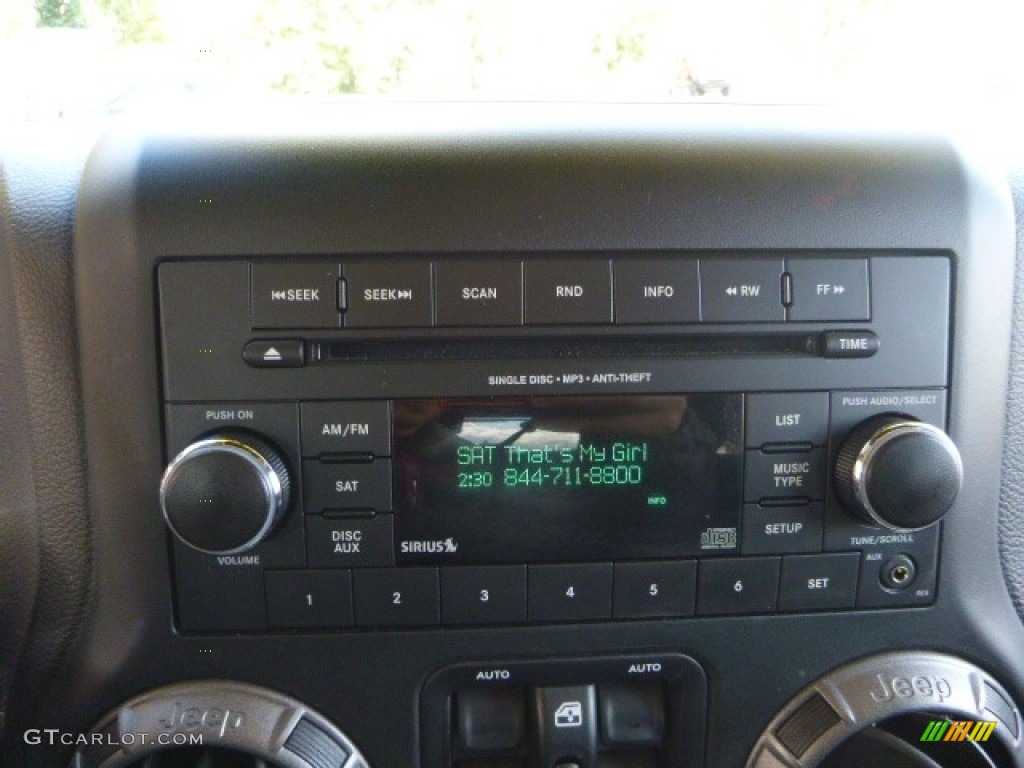 SEEK SEEK SCAN RND INFO RW FF
TIME
SINGLE DISC • MP3 • ANTI-THEFT
PUSH ON
PUSH AUDIO/SELECT
AM/FM
LIST
SAT That's My Girl
2:30 844-711-8800
MUSIC
TYPE
SAT
INFO
DISC
AUX
SETUP
SIRIUS
VOLUME
TUNE/SCROLL
AUX
1 2 3 4 5 6 SET
AUTO AUTO
Jeep
Jeep
GTCARLOT.COM